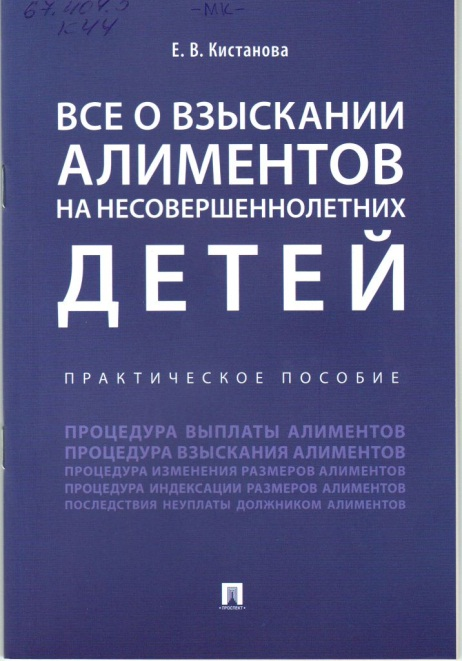 67.404.5
К44
-МК-
Е. В. Кистанова
ВСЕ О ВЗЫСКАНИИ
АЛИМЕНТОВ
НА НЕСОВЕРШЕННОЛЕТНИХ
ДЕТЕЙ
ПРАКТИЧЕСКОЕ ПОСОБИЕ
ПРОЦЕДУРА ВЫПЛАТЫ АЛИМЕНТОВ
ПРОЦЕДУРА ВЗЫСКАНИЯ АЛИМЕНТОВ
ПРОЦЕДУРА ИЗМЕНЕНИЯ РАЗМЕРОВ АЛИМЕНТОВ
ПРОЦЕДУРА ИНДЕКСАЦИИ РАЗМЕРОВ АЛИМЕНТОВ
ПОСЛЕДСТВИЯ НЕУПЛАТЫ ДОЛЖНИКОМ АЛИМЕНТОВ
П
•ПРОСПЕКТ•